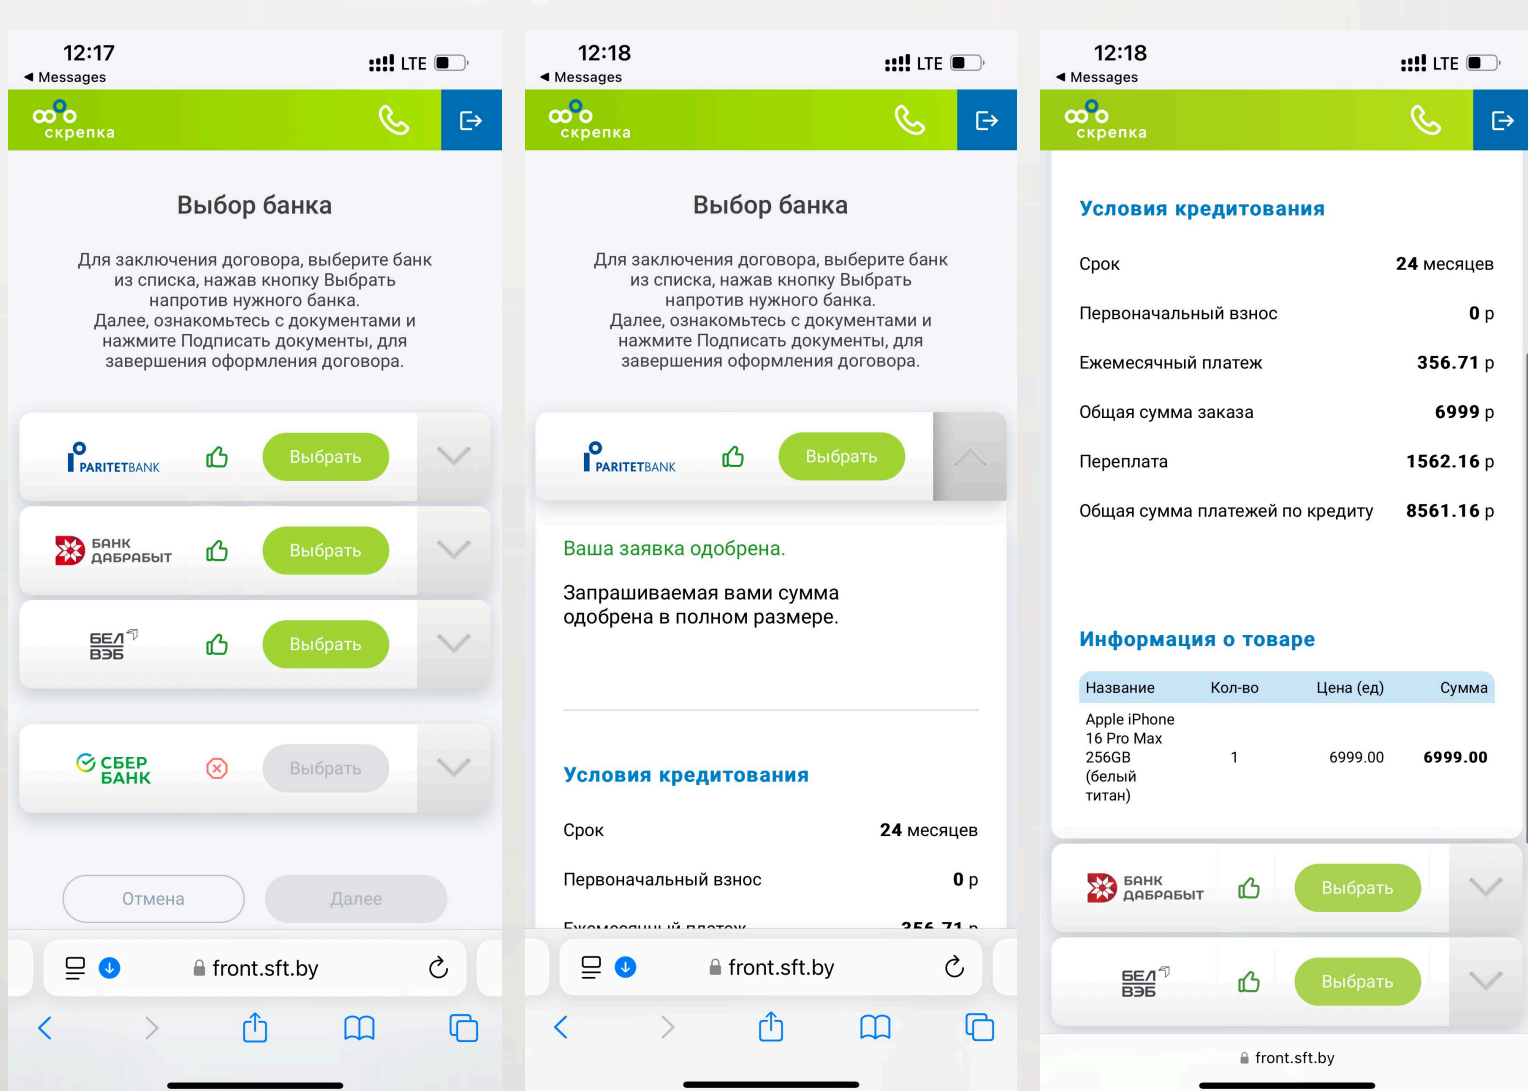 12:17
LTE
◀ Messages
скрепка
Выбор банка
Для заключения договора, выберите банк
из списка, нажав кнопку Выбрать
напротив нужного банка.
Далее, ознакомьтесь с документами и
нажмите Подписать документы, для
завершения оформления договора.
PARITETBANK
Выбрать
БАНК
ДАБРАБЫТ
Выбрать
БЕЛ
ВЭБ
Выбрать
СБЕР
БАНК
Выбрать
Отмена
Далее
front.sft.by
12:18
LTE
◀ Messages
скрепка
Выбор банка
Для заключения договора, выберите банк
из списка, нажав кнопку Выбрать
напротив нужного банка.
Далее, ознакомьтесь с документами и
нажмите Подписать документы, для
завершения оформления договора.
PARITETBANK
Выбрать
Ваша заявка одобрена.
Запрашиваемая вами сумма
одобрена в полном размере.
Условия кредитования
Срок 24 месяцев
Первоначальный взнос 0 р
Ежемесячный платеж 356.71 р
front.sft.by
12:18
LTE
◀ Messages
скрепка
Условия кредитования
Срок 24 месяцев
Первоначальный взнос 0 р
Ежемесячный платеж 356.71 р
Общая сумма заказа 6999 р
Переплата 1562.16 р
Общая сумма платежей по кредиту 8561.16 р
Информация о товаре
Название Кол-во Цена (ед) Сумма
Apple iPhone
16 Pro Max
256GB 1 6999.00 6999.00
(белый
титан)
БАНК
ДАБРАБЫТ
Выбрать
БЕЛ
ВЭБ
Выбрать
front.sft.by